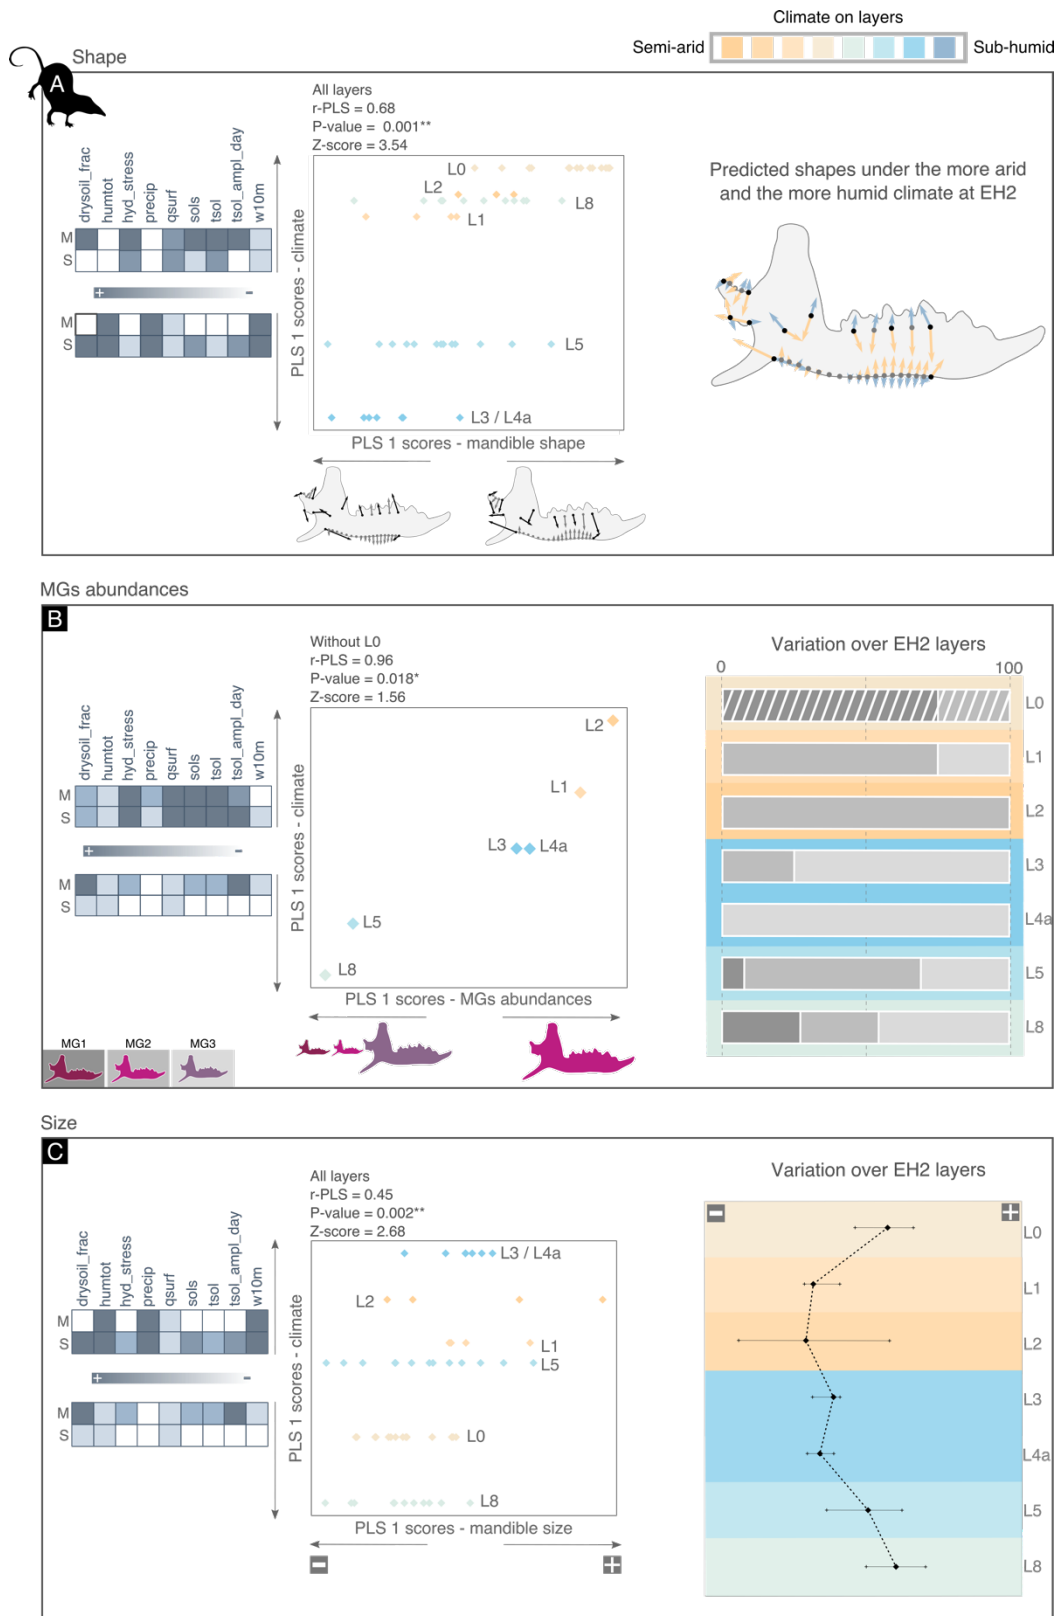 Climate on layers
Semi-arid
Sub-humid
Shape
A
All layers
r-PLS = 0.68
P-value = 0.001**
Z-score = 3.54
drysoil_frac
humtot
hyd_stress
precip
qsurf
sols
tsol
tsol_ampl_day
w10m
M
S
+
-
M
S
PLS 1 scores - climate
L0
L2
L8
L1
L5
L3 / L4a
PLS 1 scores - mandible shape
Predicted shapes under the more arid
and the more humid climate at EH2
MGs abundances
B
Without L0
r-PLS = 0.96
P-value = 0.018*
Z-score = 1.56
drysoil_frac
humtot
hyd_stress
precip
qsurf
sols
tsol
tsol_ampl_day
w10m
M
S
+
-
M
S
PLS 1 scores - climate
L2
L1
L3
L4a
L5
L8
PLS 1 scores - MGs abundances
MG1
MG2
MG3
Variation over EH2 layers
0
100
L0
L1
L2
L3
L4a
L5
L8
Size
C
All layers
r-PLS = 0.45
P-value = 0.002**
Z-score = 2.68
drysoil_frac
humtot
hyd_stress
precip
qsurf
sols
tsol
tsol_ampl_day
w10m
M
S
+
-
M
S
PLS 1 scores - climate
L3 / L4a
L2
L1
L5
L0
L8
PLS 1 scores - mandible size
-
+
Variation over EH2 layers
-
+
L0
L1
L2
L3
L4a
L5
L8